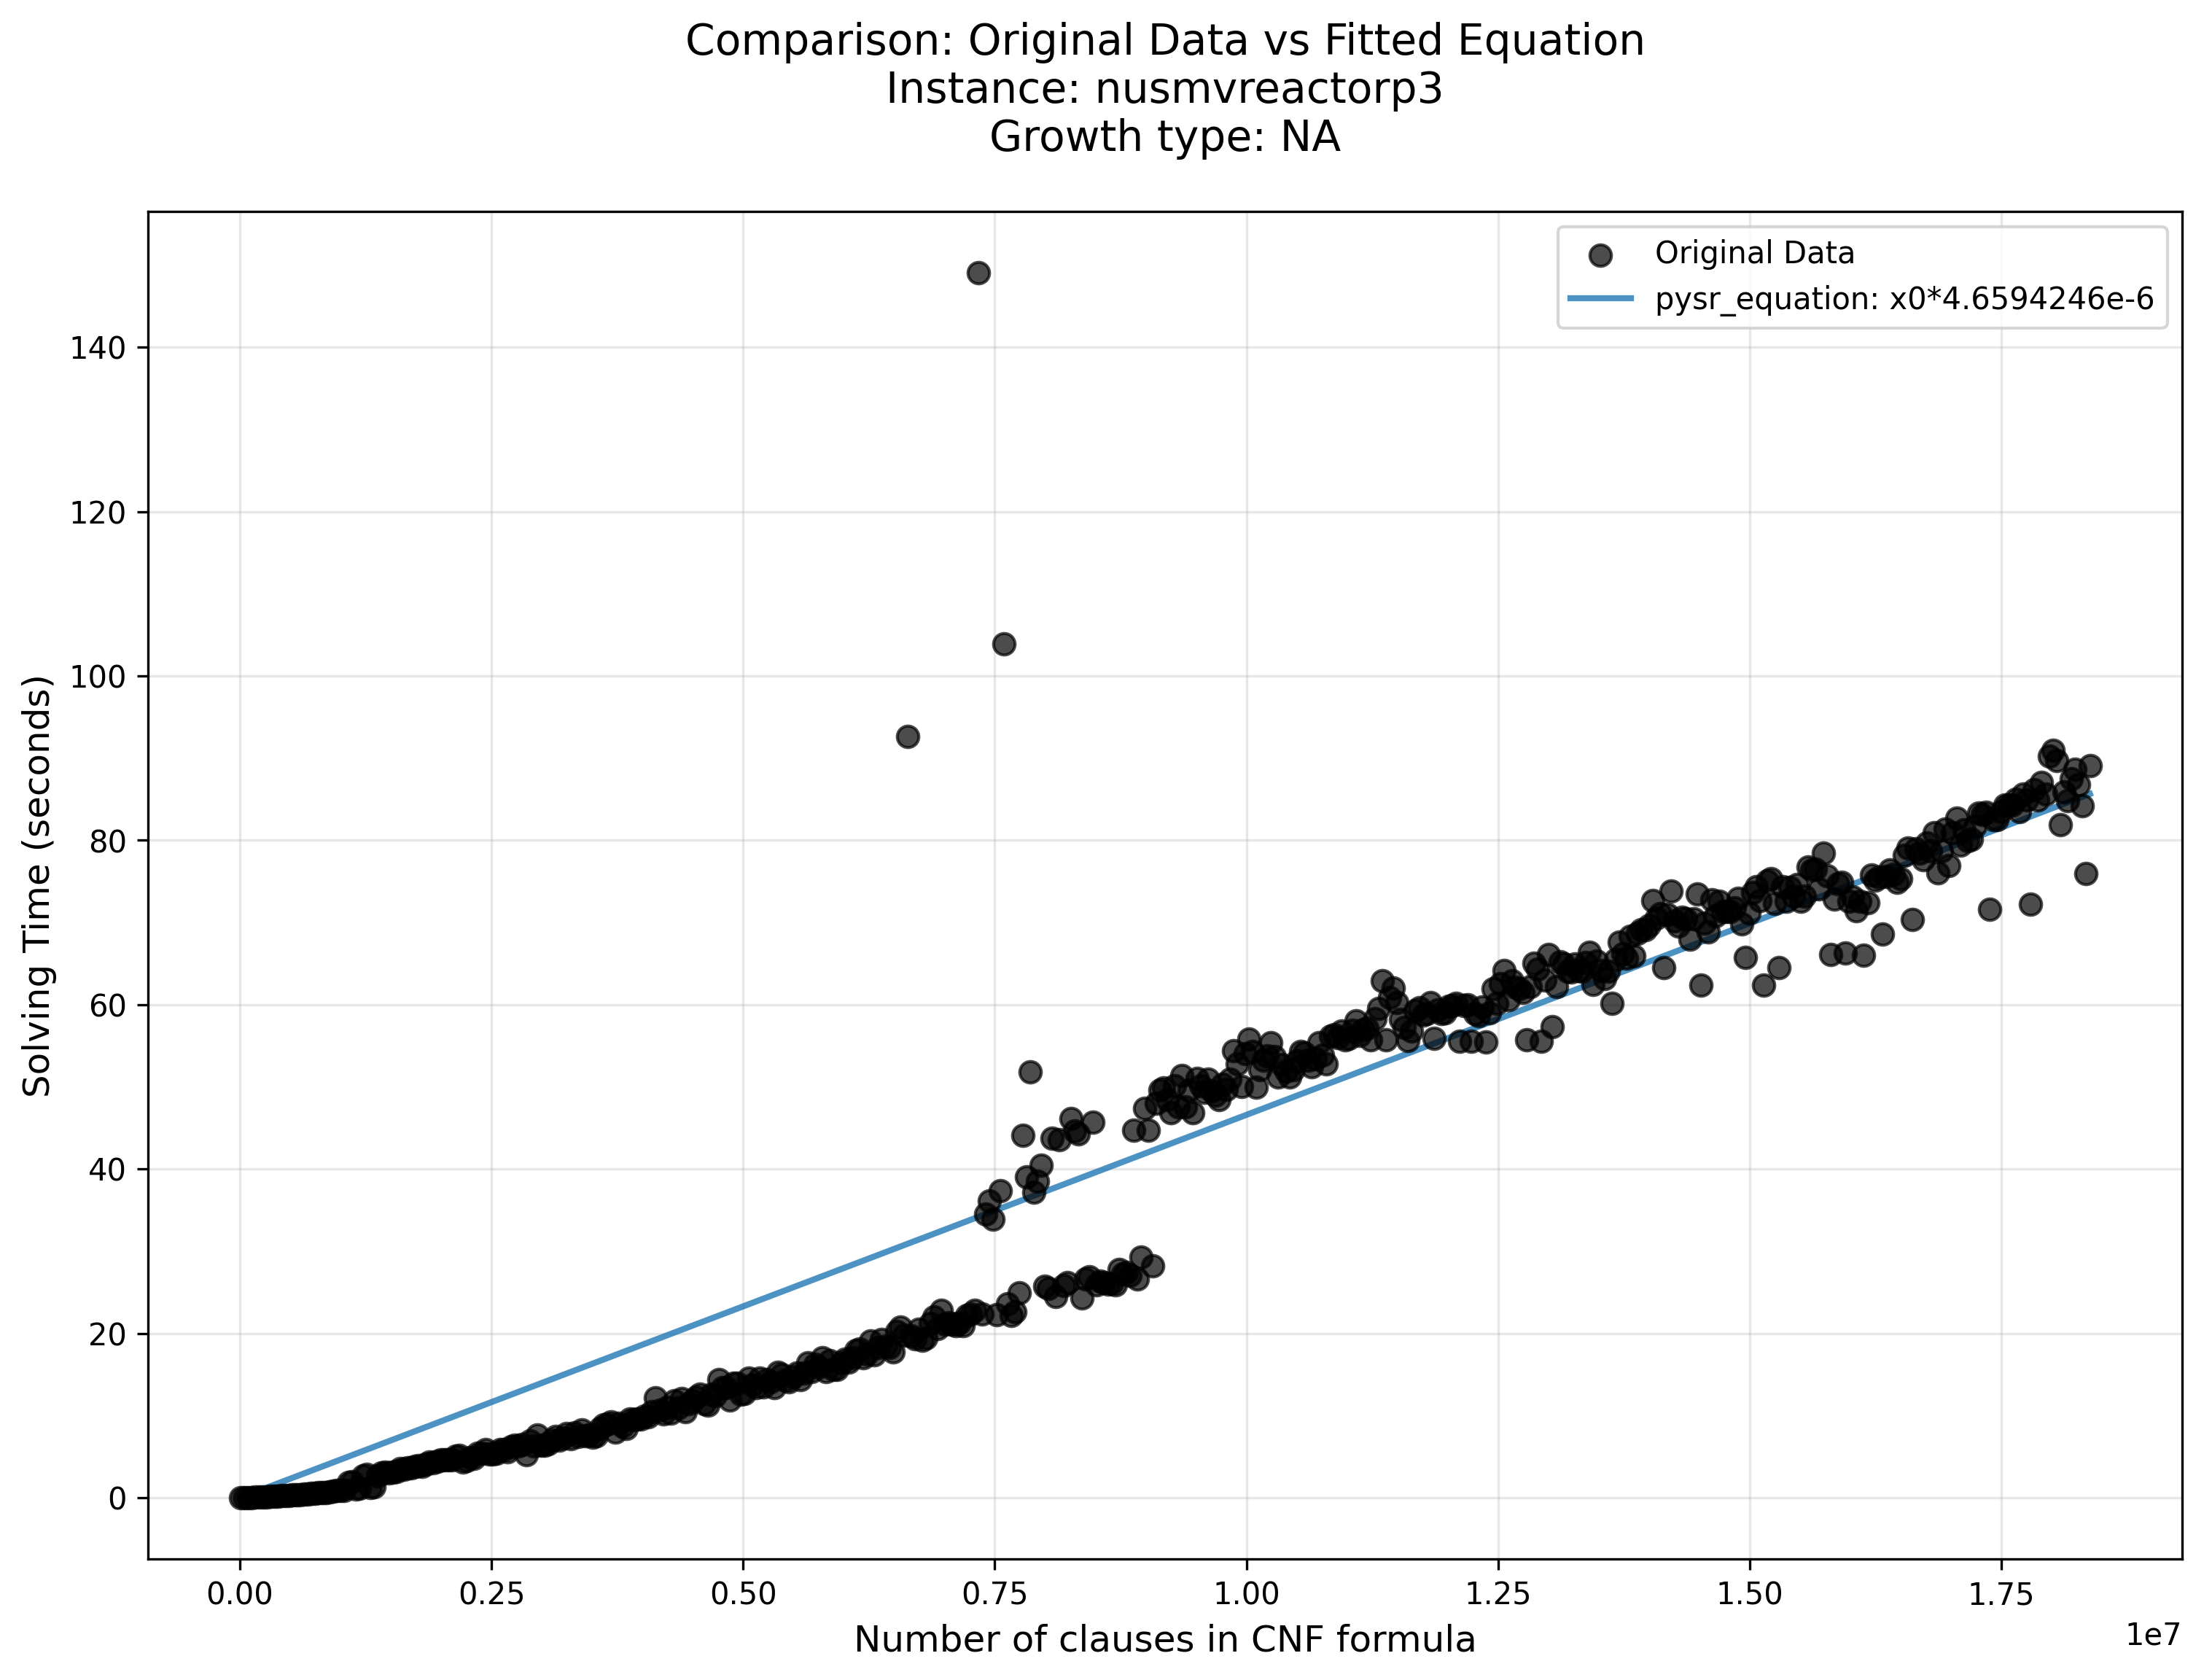 Comparison: Original Data vs Fitted Equation
Instance: nusmvreactorp3
Growth type: NA
Original Data
pysr_equation: x0*4.6594246e-6
Solving Time (seconds)
140
120
100
80
60
40
20
0
0.00 0.25 0.50 0.75 1.00 1.25 1.50 1.75
1e7
Number of clauses in CNF formula